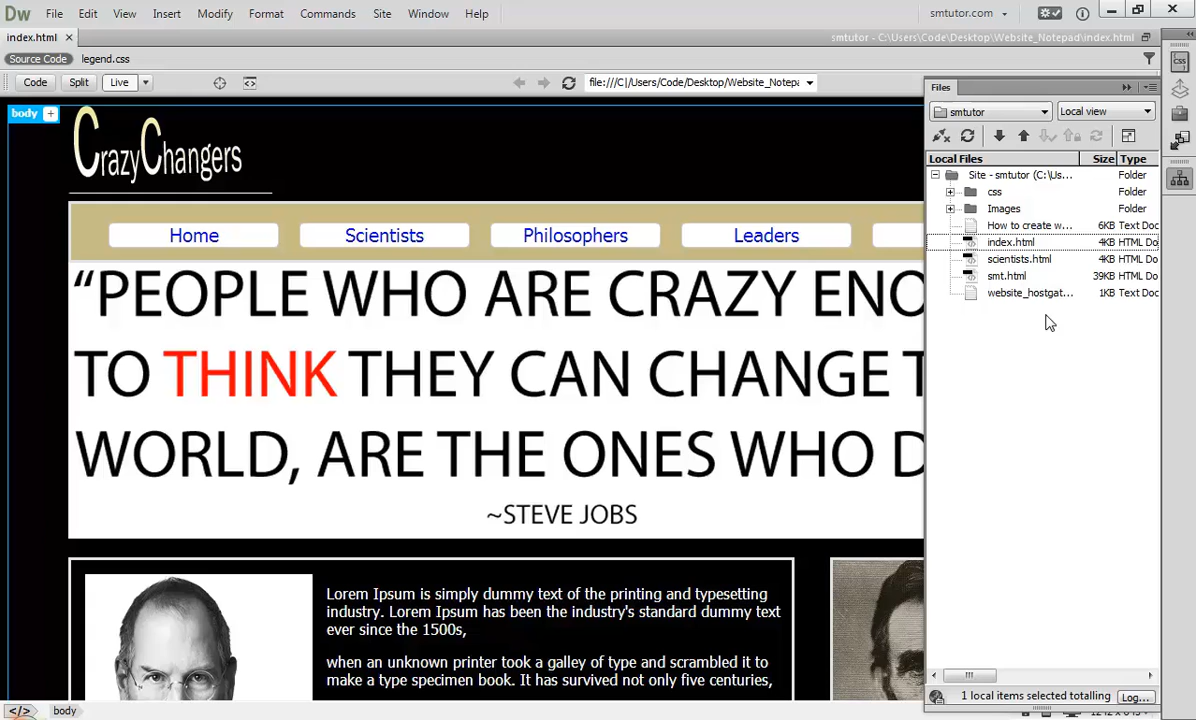 Dw File Edit View Insert Modify Format Commands Site Window Help smtutor.com
index.html smtutor - C:\Users\Code\Desktop\Website_Notepad\index.html
Source Code legend.css
Code Split Live file:///C|/Users/Code/Desktop/Website_Notepa
Files
smtutor Local view
Local Files Size Type
Site - smtutor (C:\Us... Folder
css Folder
Images Folder
How to create w... 6KB Text Doc
index.html 4KB HTML Do
scientists.html 4KB HTML Do
smt.html 39KB HTML Do
website_hostgat... 1KB Text Doc
1 local items selected totalling Log...
body +
CrazyChangers
Home Scientists Philosophers Leaders
“PEOPLE WHO ARE CRAZY ENO
TO THINK THEY CAN CHANGE T
WORLD, ARE THE ONES WHO D
~STEVE JOBS
Lorem Ipsum is simply dummy text of the printing and typesetting
industry. Lorem Ipsum has been the industry's standard dummy text
ever since the 1500s,
when an unknown printer took a galley of type and scrambled it to
make a type specimen book. It has survived not only five centuries,
</> body